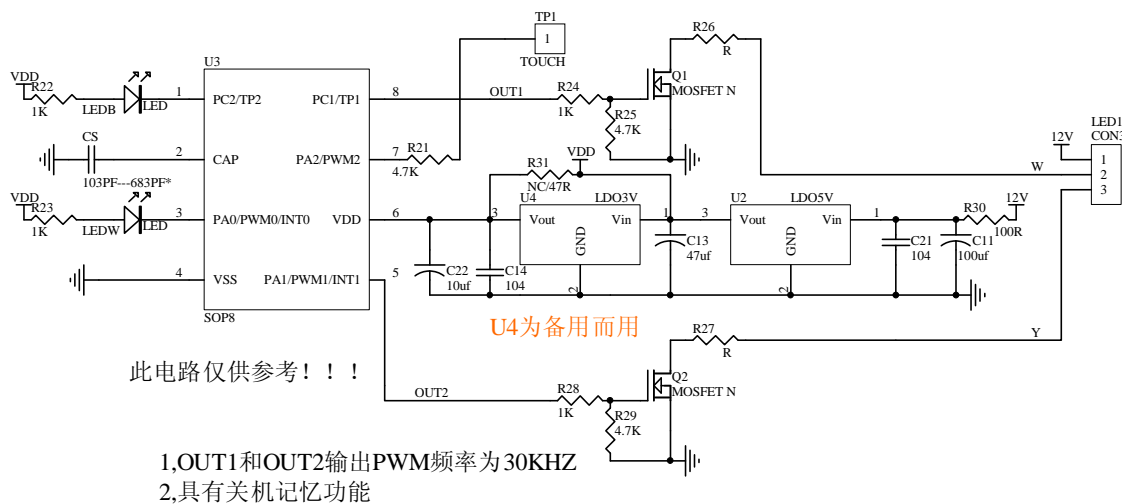 TP1
1
TOUCH
R26
R
U3
VDD
R22
1K
LEDB
LED
1
PC2/TP2
PC1/TP1
8
OUT1
R24
1K
Q1
MOSFET N
R25
4.7K
LED1
CON3
12V
1
2
3
W
CS
103PF---683PF*
2
CAP
PA2/PWM2
7
R21
4.7K
R31
NC/47R
VDD
VDD
R23
1K
LEDW
LED
3
PA0/PWM0/INT0
VDD
6
U4
LDO3V
3
Vout
Vin
1
GND
2
U2
LDO5V
3
Vout
Vin
1
GND
2
R30
100R
12V
C22
10uf
C14
104
C13
47uf
C21
104
C11
100uf
4
VSS
PA1/PWM1/INT1
5
SOP8
U4为备用而用
R27
R
Y
此电路仅供参考！！！
Q2
MOSFET N
OUT2
R28
1K
R29
4.7K
1,OUT1和OUT2输出PWM频率为30KHZ
2,具有关机记忆功能